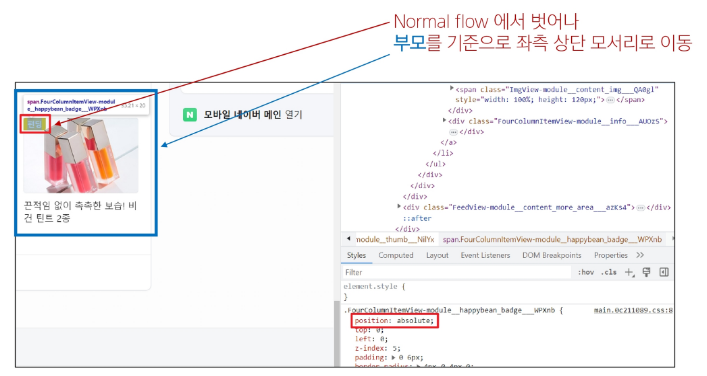 Normal flow 에서 벗어나
부모를 기준으로 좌측 상단 모서리로 이동
span.FourColumnItemView-modul
e__happybean_badge__WPXnb
펀딩
끈적임 없이 촉촉한 보습! 비
건 틴트 2종
N 모바일 네이버 메인 열기
<span class="ImgView-module__content_img___QA0gl"
style="width: 100%; height: 120px;">…</span>
</div>
<div class="FourColumnItemView-module__info___AUOzS">
…</div>
</a>
</li>
</ul>
</div>
</div>
</div>
<div class="FeedView-module__content_more_area___azKs4">…</div>
::after
</div>
module__thumb__NilYx span.FourColumnItemView-module__happybean_badge__WPXnb
Styles Computed Layout Event Listeners DOM Breakpoints Properties
Filter :hov .cls
element.style {
}
.FourColumnItemView-module__happybean_badge__WPXnb { main.0c211089.css:8
position: absolute;
top: 0;
left: 0;
z-index: 5;
padding: 0 6px;
border-radius: 4px 0 4px 0;